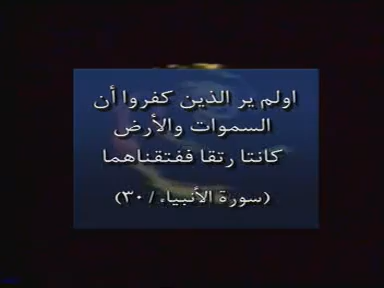 اولم ير الذين كفروا أن
السموات والأرض
كانتا رتقا ففتقناهما
(سورة الأنبياء / ٣٠)